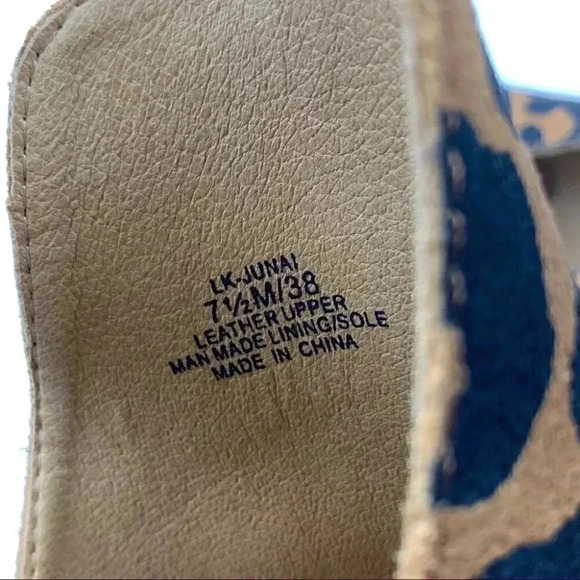 LK-JUNAI
7½M/38
LEATHER UPPER
MAN MADE LINING/SOLE
MADE IN CHINA